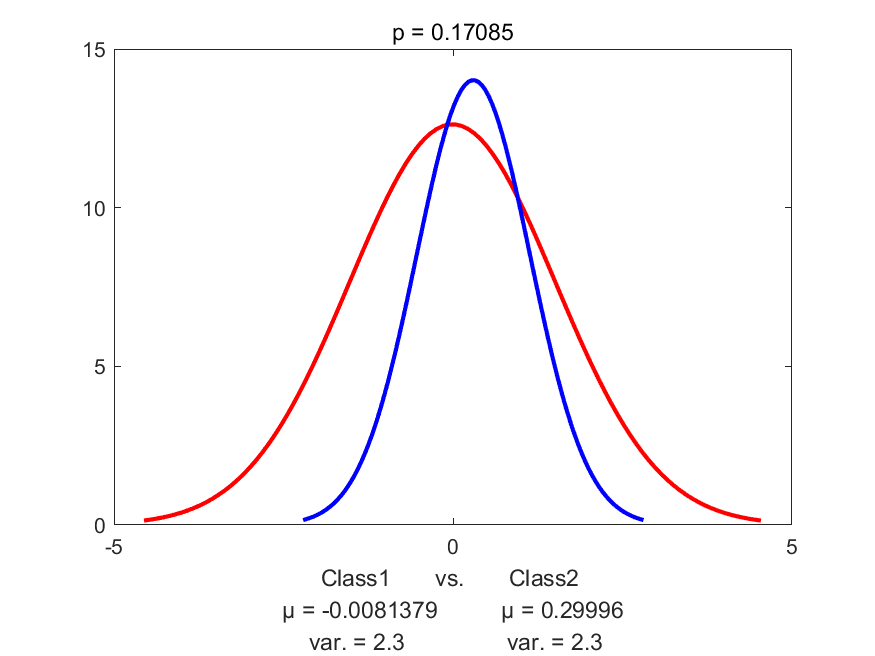 p = 0.17085
15
10
5
0
-5 0 5
Class1 vs. Class2
μ = -0.0081379 μ = 0.29996
var. = 2.3 var. = 2.3